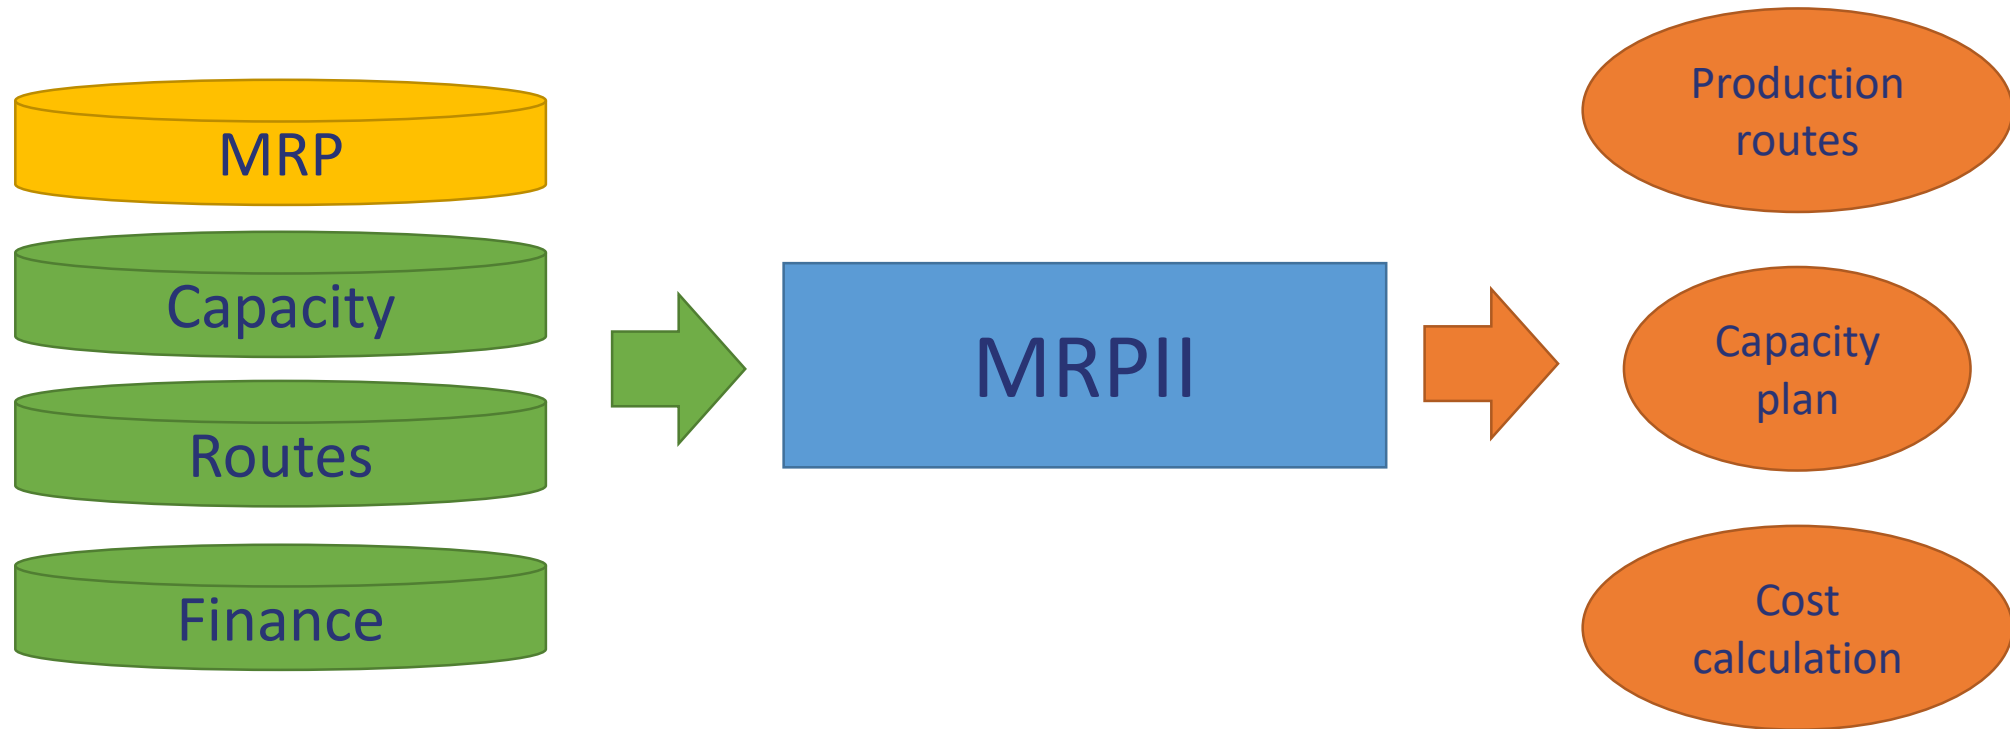 MRP
Capacity
Routes
Finance
MRPII
Production
routes
Capacity
plan
Cost
calculation